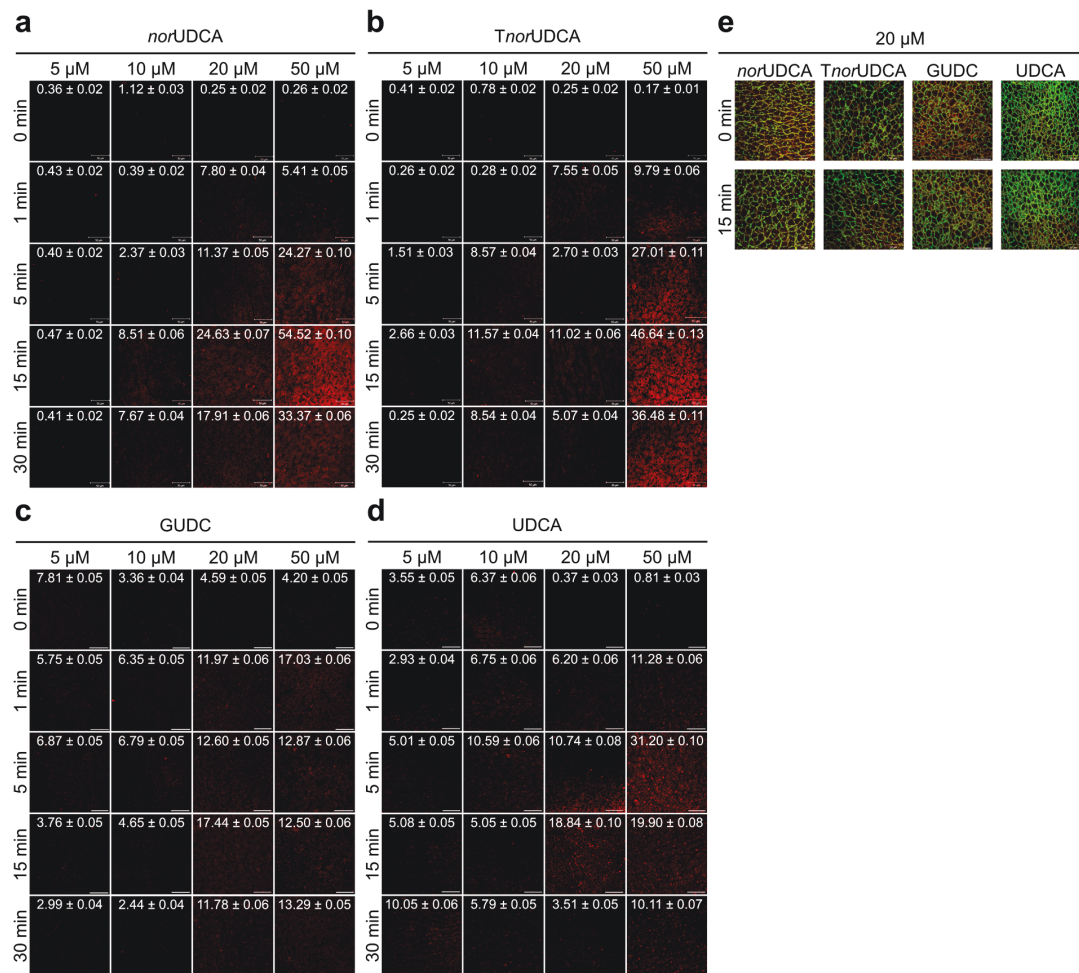 a
norUDCA
5 µM 10 µM 20 µM 50 µM
0 min
0.36 ± 0.02 1.12 ± 0.03 0.25 ± 0.02 0.26 ± 0.02
1 min
0.43 ± 0.02 0.39 ± 0.02 7.80 ± 0.04 5.41 ± 0.05
5 min
0.40 ± 0.02 2.37 ± 0.03 11.37 ± 0.05 24.27 ± 0.10
15 min
0.47 ± 0.02 8.51 ± 0.06 24.63 ± 0.07 54.52 ± 0.10
30 min
0.41 ± 0.02 7.67 ± 0.04 17.91 ± 0.06 33.37 ± 0.06
b
TnorUDCA
5 µM 10 µM 20 µM 50 µM
0 min
0.41 ± 0.02 0.78 ± 0.02 0.25 ± 0.02 0.17 ± 0.01
1 min
0.26 ± 0.02 0.28 ± 0.02 7.55 ± 0.05 9.79 ± 0.06
5 min
1.51 ± 0.03 8.57 ± 0.04 2.70 ± 0.03 27.01 ± 0.11
15 min
2.66 ± 0.03 11.57 ± 0.04 11.02 ± 0.06 46.64 ± 0.13
30 min
0.25 ± 0.02 8.54 ± 0.04 5.07 ± 0.04 36.48 ± 0.11
e
20 µM
norUDCA TnorUDCA GUDC UDCA
0 min
15 min
c
GUDC
5 µM 10 µM 20 µM 50 µM
0 min
7.81 ± 0.05 3.36 ± 0.04 4.59 ± 0.05 4.20 ± 0.05
1 min
5.75 ± 0.05 6.35 ± 0.05 11.97 ± 0.06 17.03 ± 0.06
5 min
6.87 ± 0.05 6.79 ± 0.05 12.60 ± 0.05 12.87 ± 0.06
15 min
3.76 ± 0.05 4.65 ± 0.05 17.44 ± 0.05 12.50 ± 0.06
30 min
2.99 ± 0.04 2.44 ± 0.04 11.78 ± 0.06 13.29 ± 0.05
d
UDCA
5 µM 10 µM 20 µM 50 µM
0 min
3.55 ± 0.05 6.37 ± 0.06 0.37 ± 0.03 0.81 ± 0.03
1 min
2.93 ± 0.04 6.75 ± 0.06 6.20 ± 0.06 11.28 ± 0.06
5 min
5.01 ± 0.05 10.59 ± 0.06 10.74 ± 0.08 31.20 ± 0.10
15 min
5.08 ± 0.05 5.05 ± 0.05 18.84 ± 0.10 19.90 ± 0.08
30 min
10.05 ± 0.06 5.79 ± 0.05 3.51 ± 0.05 10.11 ± 0.07